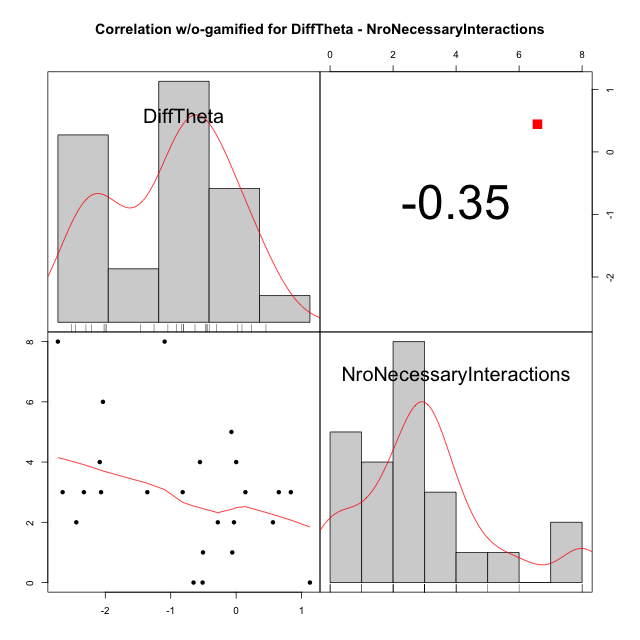 Correlation w/o-gamified for DiffTheta - NroNecessaryInteractions
0 2 4 6 8
DiffTheta
-0.35
1
0
-1
-2
NroNecessaryInteractions
8
6
4
2
0
-2 -1 0 1